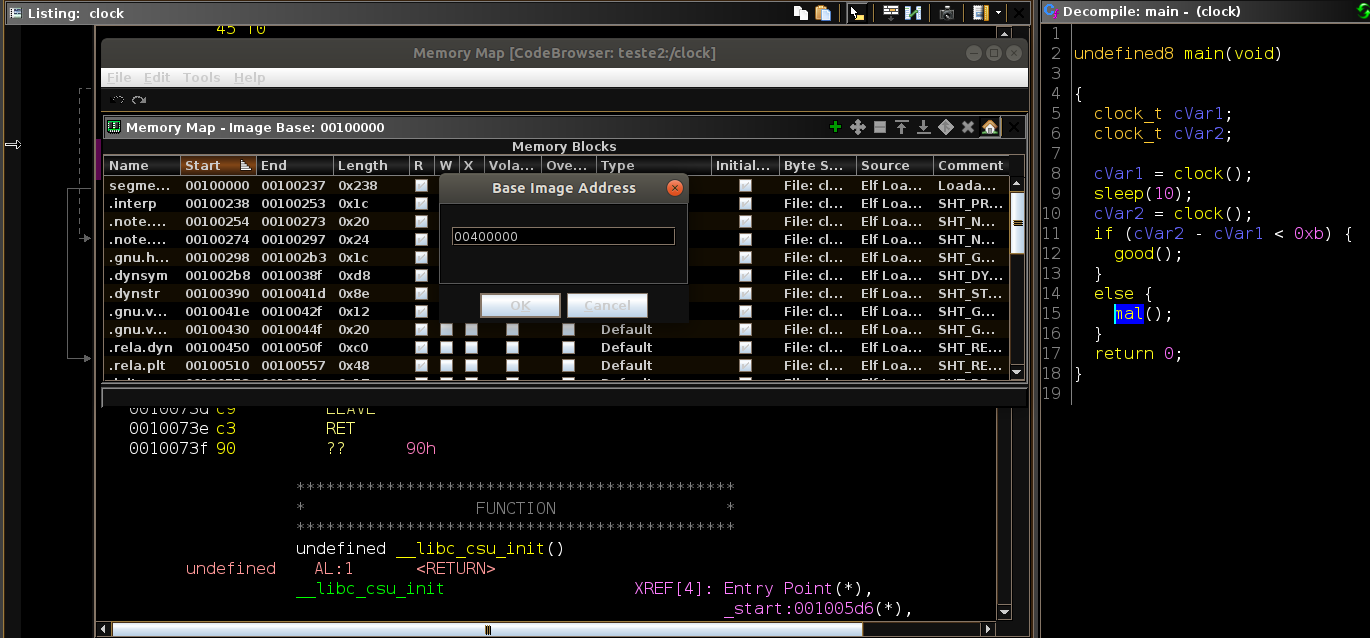 Listing: clock
Memory Map [CodeBrowser: teste2:/clock]
File Edit Tools Help
Memory Map - Image Base: 00100000
Memory Blocks
Name Start End Length R W X Vola... Ove... Type Initial... Byte S... Source Comment
segme... 00100000 00100237 0x238 File: cl... Elf Loa... Loada...
.interp 00100238 00100253 0x1c File: cl... Elf Loa... SHT_PR...
.note.... 00100254 00100273 0x20 File: cl... Elf Loa... SHT_N...
.note.... 00100274 00100297 0x24 File: cl... Elf Loa... SHT_N...
.gnu.h... 00100298 001002b3 0x1c File: cl... Elf Loa... SHT_G...
.dynsym 001002b8 0010038f 0xd8 File: cl... Elf Loa... SHT_DY...
.dynstr 00100390 0010041d 0x8e File: cl... Elf Loa... SHT_ST...
.gnu.v... 0010041e 0010042f 0x12 File: cl... Elf Loa... SHT_G...
.gnu.v... 00100430 0010044f 0x20 Default File: cl... Elf Loa... SHT_G...
.rela.dyn 00100450 0010050f 0xc0 Default File: cl... Elf Loa... SHT_RE...
.rela.plt 00100510 00100557 0x48 Default File: cl... Elf Loa... SHT_RE...
Base Image Address
00400000
OK Cancel
0010073d c9 LEAVE
0010073e c3 RET
0010073f 90 ?? 90h
********************************************
* FUNCTION *
********************************************
undefined __libc_csu_init()
undefined AL:1 <RETURN>
__libc_csu_init XREF[4]: Entry Point(*),
_start:001005d6(*),
Decompile: main - (clock)
1
2 undefined8 main(void)
3
4 {
5 clock_t cVar1;
6 clock_t cVar2;
7
8 cVar1 = clock();
9 sleep(10);
10 cVar2 = clock();
11 if (cVar2 - cVar1 < 0xb) {
12 good();
13 }
14 else {
15 mal();
16 }
17 return 0;
18 }
19